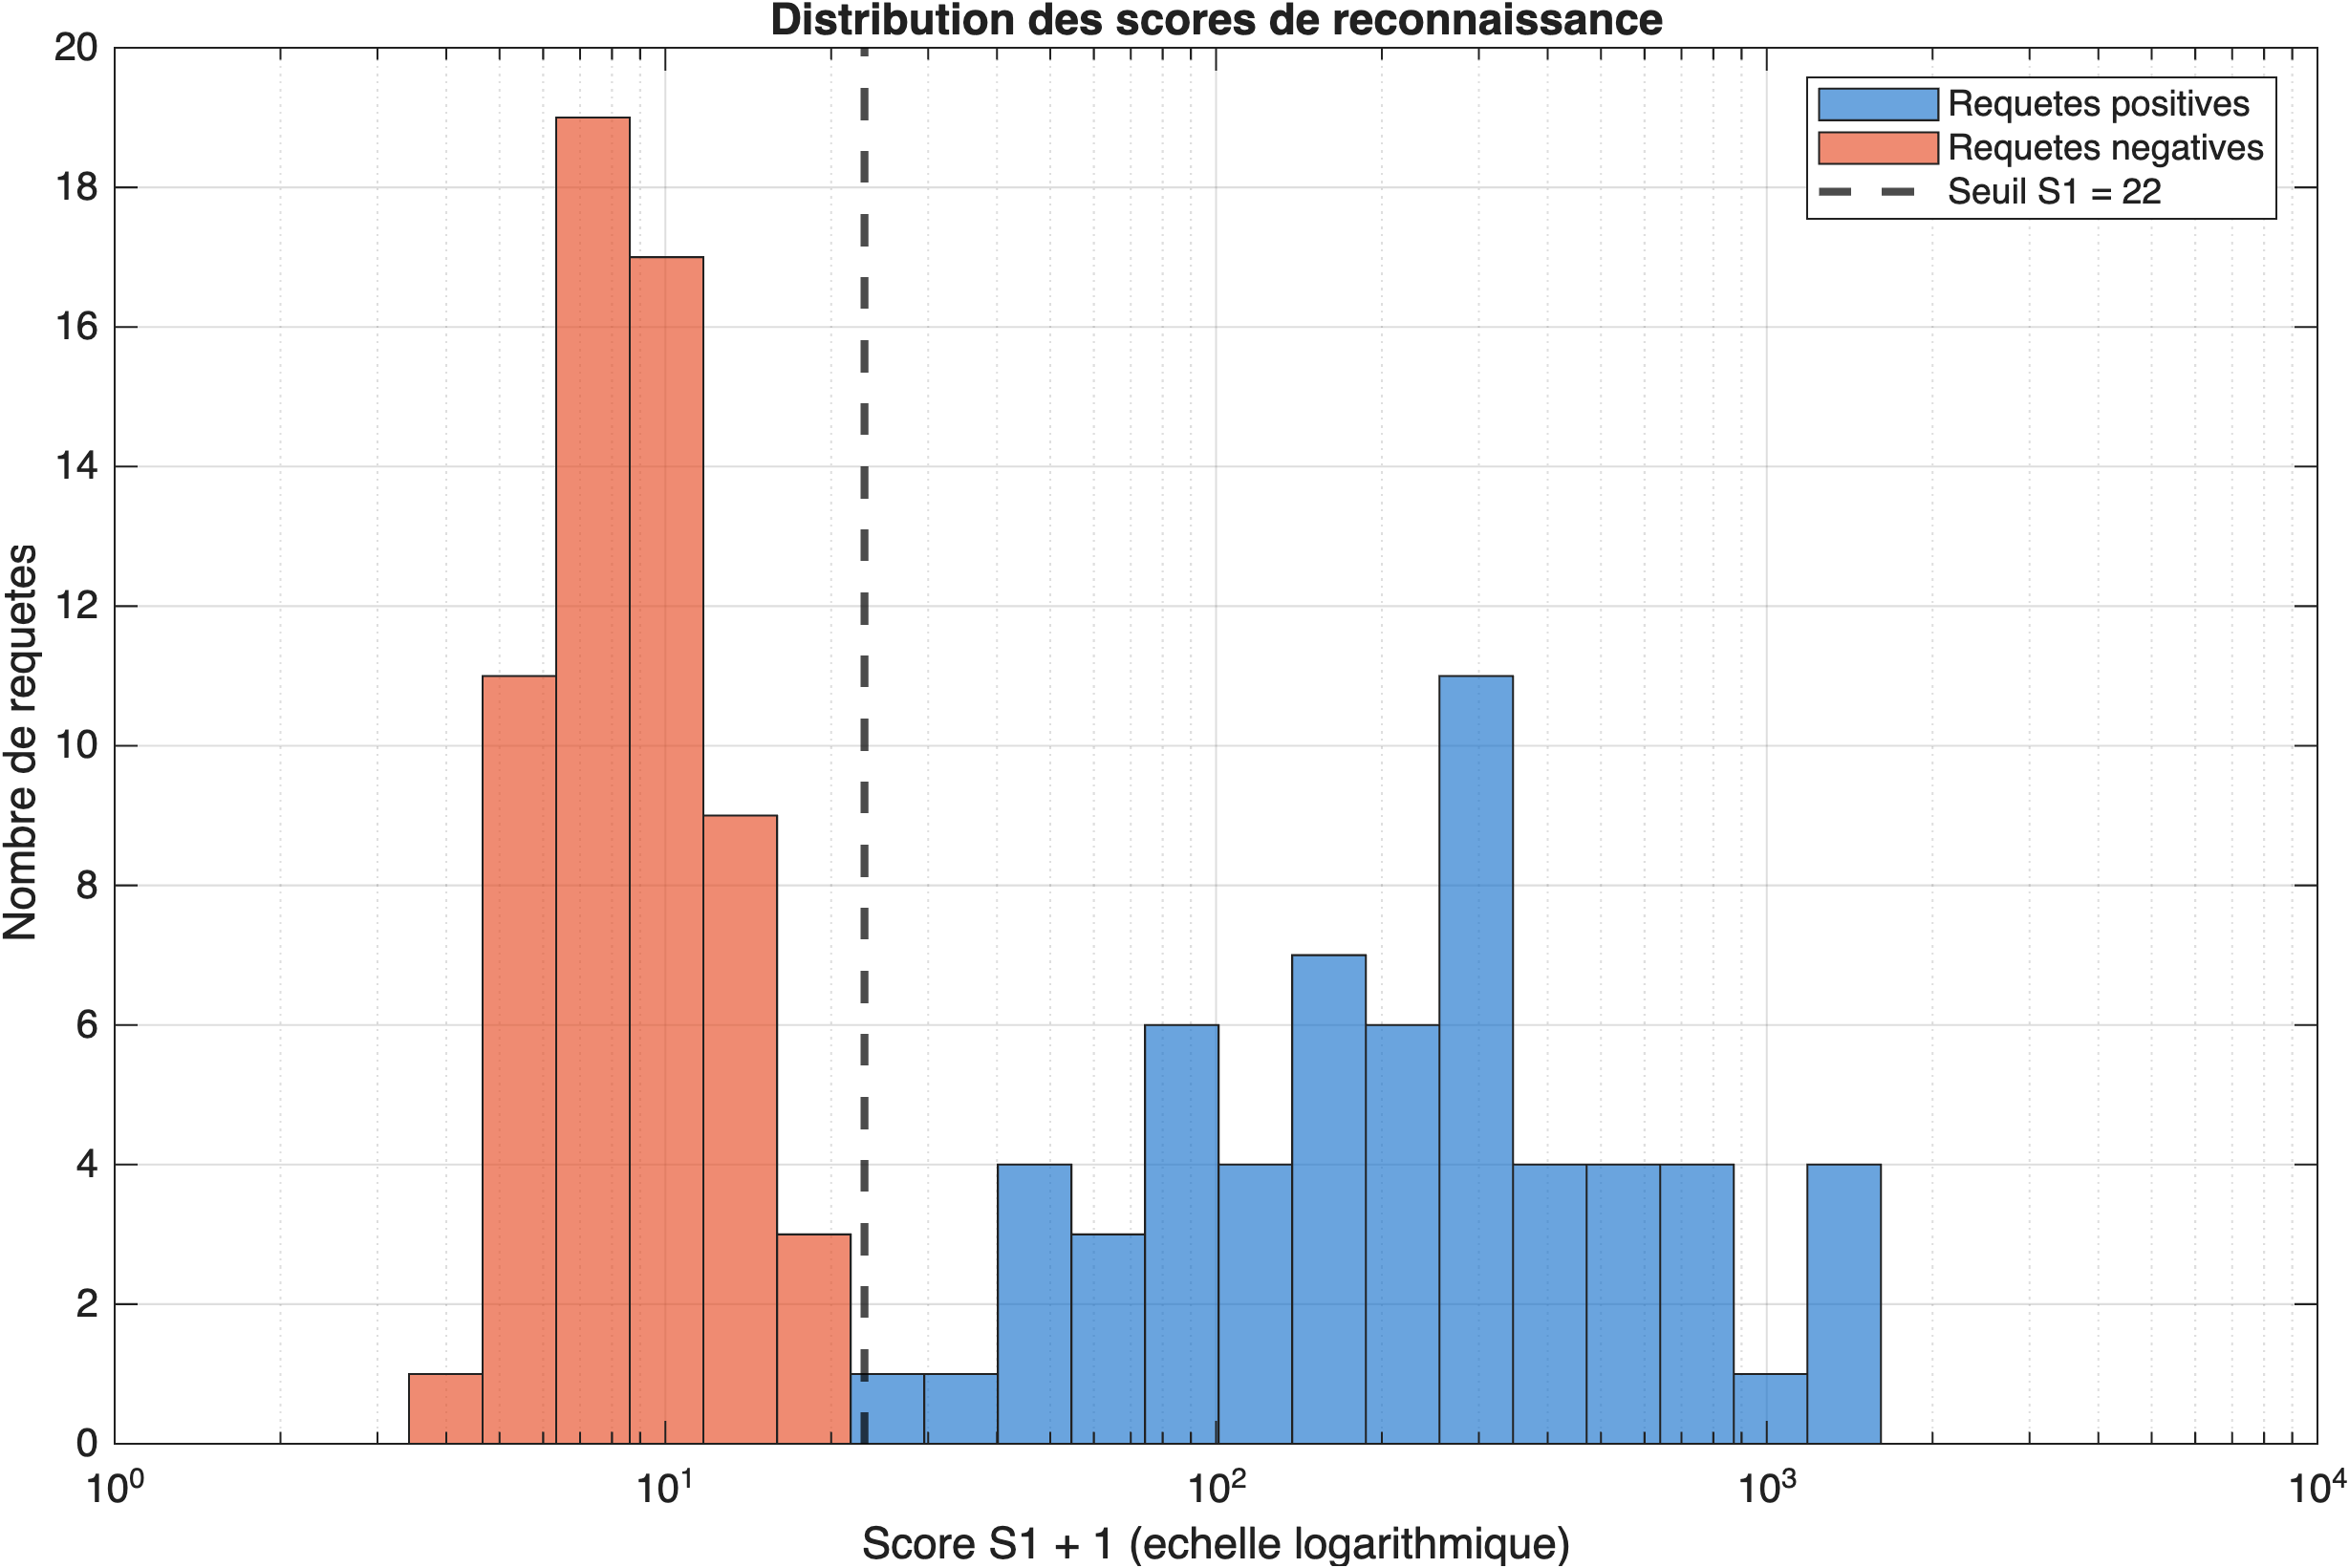 Distribution des scores de reconnaissance
Requetes positives
Requetes negatives
Seuil S1 = 22
Nombre de requetes
20
18
16
14
12
10
8
6
4
2
0
10⁰ 10¹ 10² 10³ 10⁴
Score S1 + 1 (echelle logarithmique)